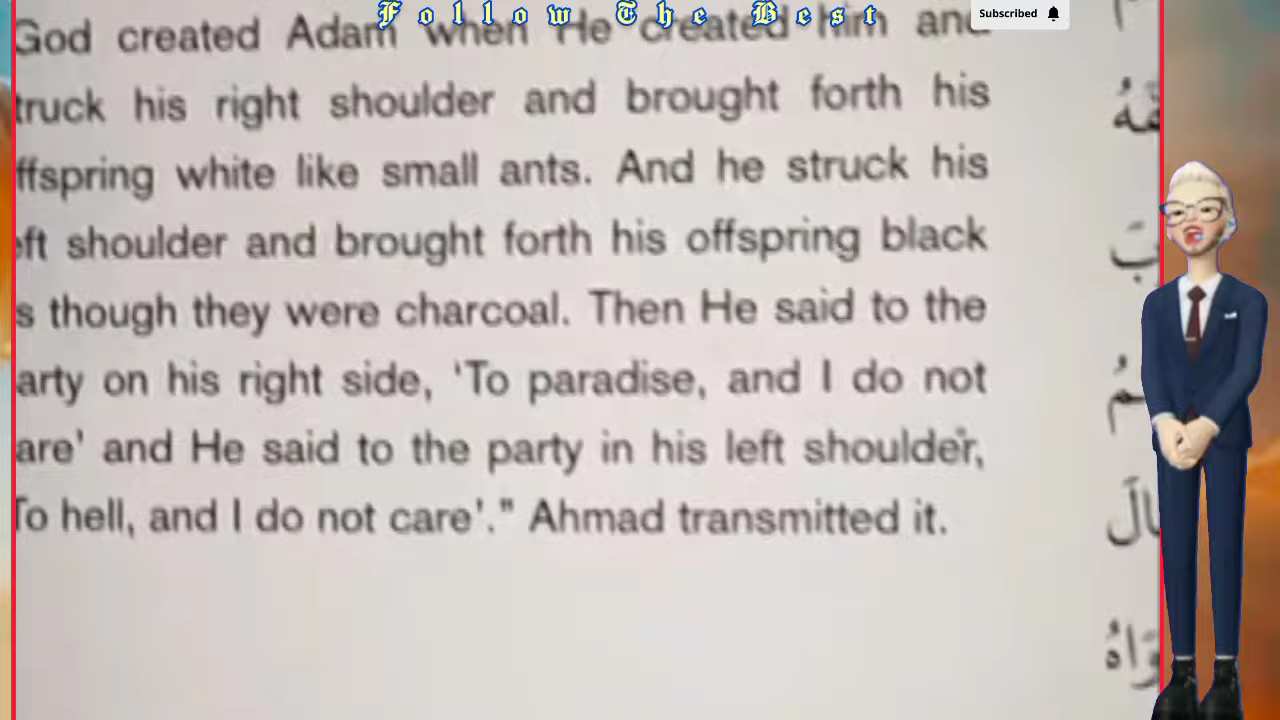 Follow The Best
Subscribed
God created Adam when He created him and
truck his right shoulder and brought forth his
ffspring white like small ants. And he struck his
eft shoulder and brought forth his offspring black
s though they were charcoal. Then He said to the
arty on his right side, 'To paradise, and I do not
are' and He said to the party in his left shoulder,
To hell, and I do not care'." Ahmad transmitted it.